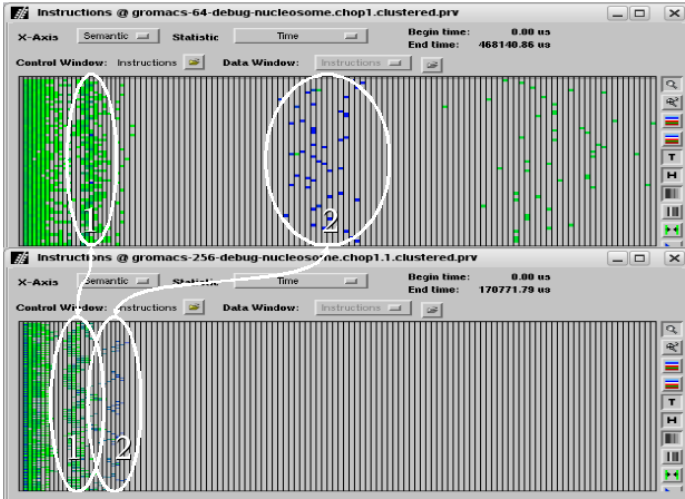 Instructions @ gromacs-64-debug-nucleosome.chop1.clustered.prv
X-Axis Semantic Statistic Time Begin time: 0.00 us
End time: 468140.86 us
Control Window: Instructions Data Window: Instructions
T
H
1 2
Instructions @ gromacs-256-debug-nucleosome.chop1.1.clustered.prv
X-Axis Semantic Statistic Time Begin time: 0.00 us
End time: 170771.79 us
Control Window: Instructions Data Window: Instructions
T
H
1 2